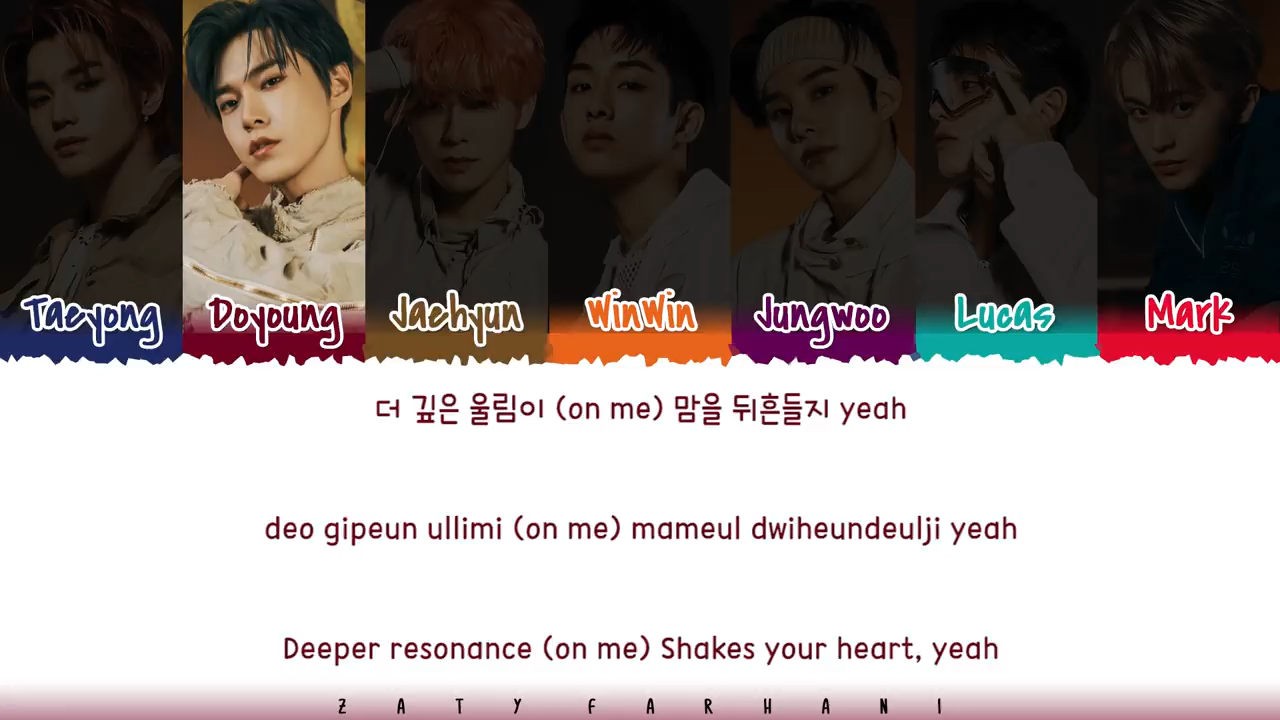 Taeyong Doyoung Jaehyun WinWin Jungwoo Lucas Mark
더 깊은 울림이 (on me) 맘을 뒤흔들지 yeah
deo gipeun ullimi (on me) mameul dwiheundeulji yeah
Deeper resonance (on me) Shakes your heart, yeah
ZATY FARHANI